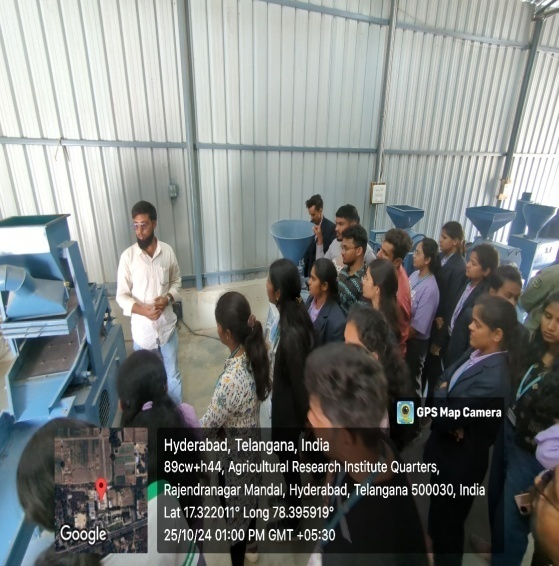 GPS Map Camera
Hyderabad, Telangana, India
89cw+h44, Agricultural Research Institute Quarters,
Rajendranagar Mandal, Hyderabad, Telangana 500030, India
Lat 17.322011° Long 78.395919°
25/10/24 01:00 PM GMT +05:30
Google